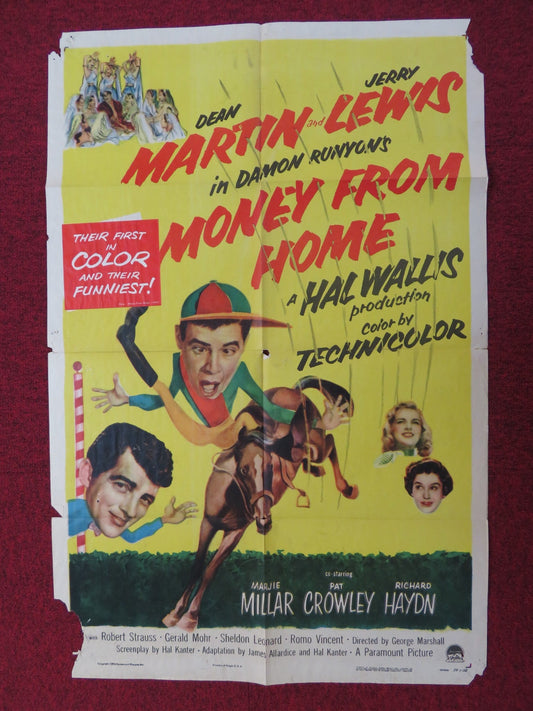 DEAN
JERRY
MARTIN and LEWIS
in DAMON RUNYON'S
MONEY FROM
HOME
THEIR FIRST
IN
COLOR
AND THEIR
FUNNIEST!
A HAL WALLIS
production
color by
TECHNICOLOR
co-starring
MARJIE PAT RICHARD
MILLAR CROWLEY HAYDN
with Robert Strauss · Gerald Mohr · Sheldon Leonard · Romo Vincent · Directed by George Marshall
Screenplay by Hal Kanter · Adaptation by James Allardice and Hal Kanter · A Paramount Picture